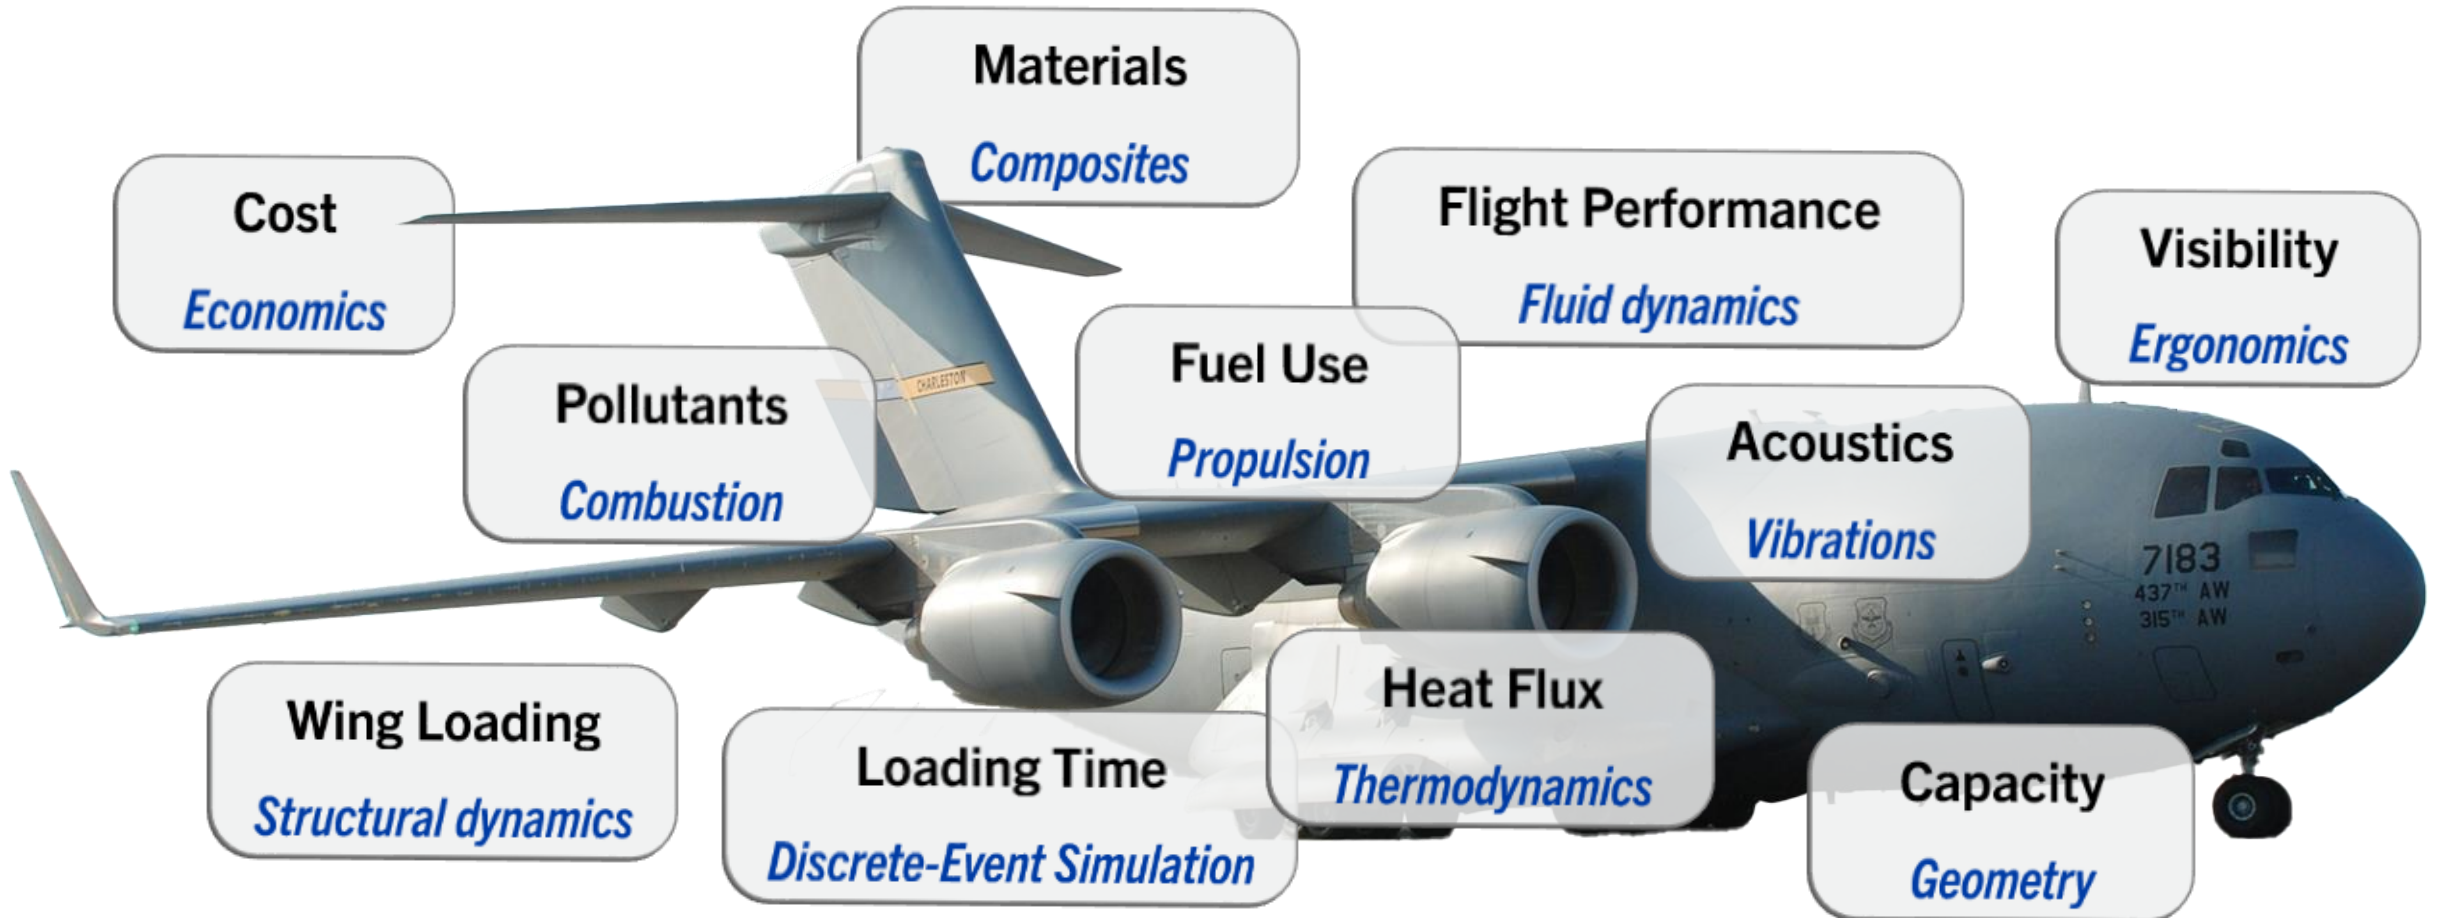 Materials
Composites
Cost
Economics
Flight Performance
Fluid dynamics
Visibility
Ergonomics
Pollutants
Combustion
CHARLESTON
Fuel Use
Propulsion
Acoustics
Vibrations
7183
437TH AW
315TH AW
Wing Loading
Structural dynamics
Loading Time
Discrete-Event Simulation
Heat Flux
Thermodynamics
Capacity
Geometry